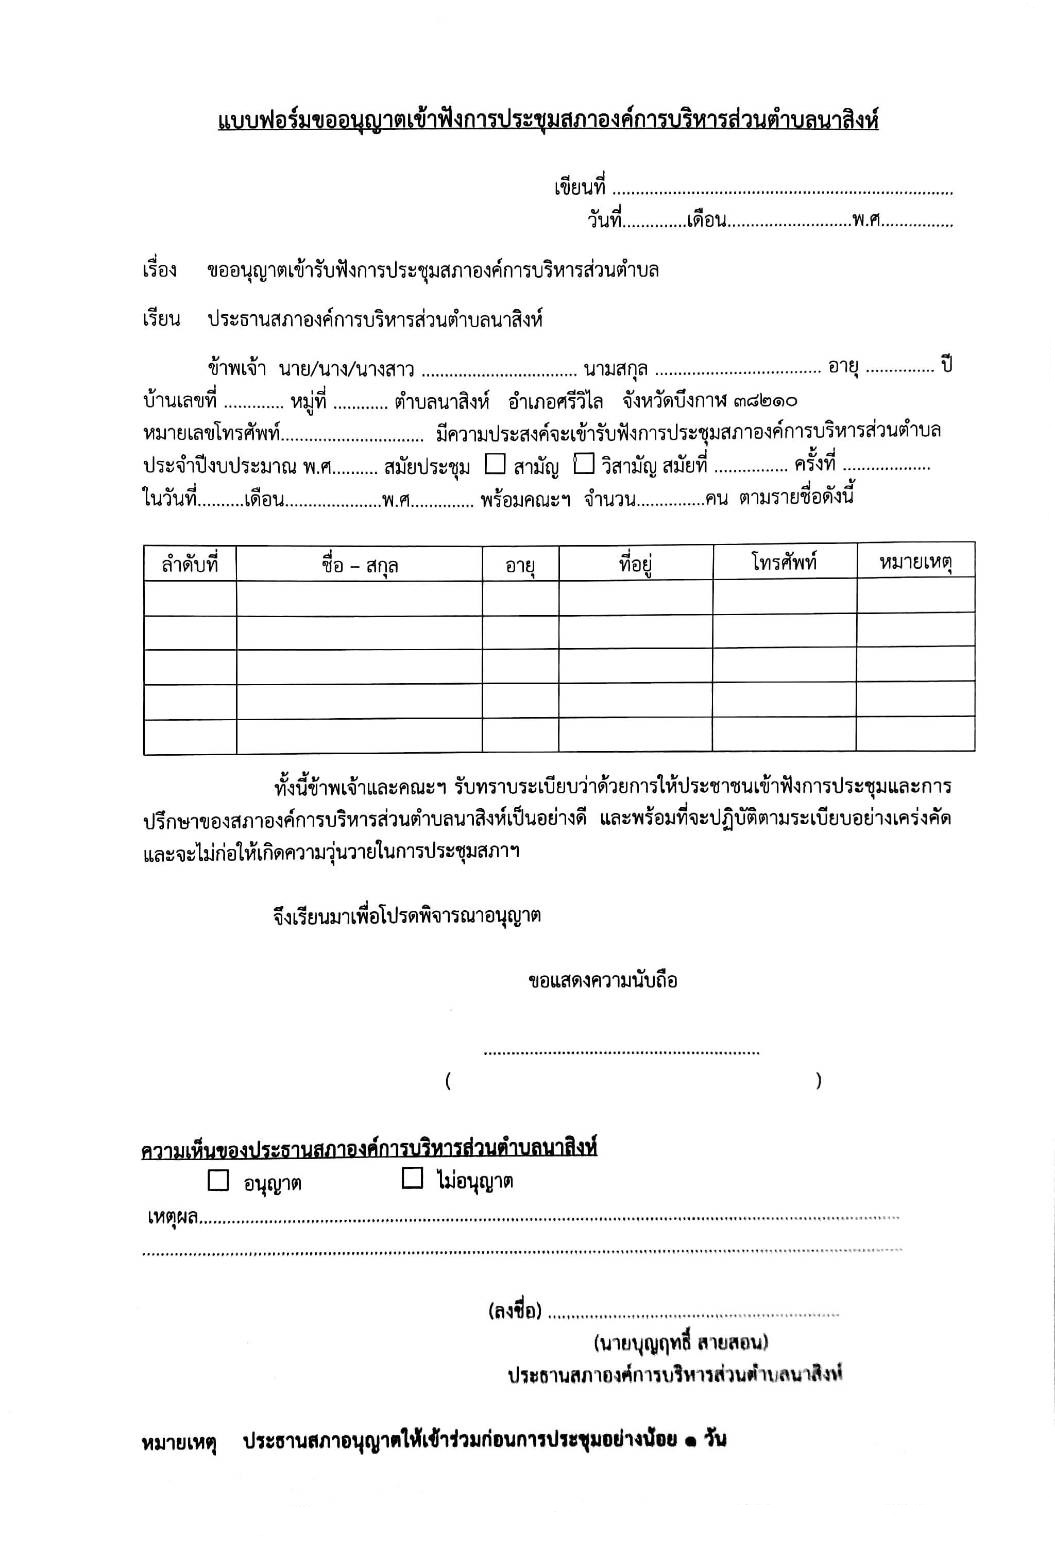 แบบฟอร์มขออนุญาตเข้าฟังการประชุมสภาองค์การบริหารส่วนตำบลนาสิงห์
เขียนที่ ..........................................................................
วันที่..............เดือน...........................พ.ศ................
เรื่อง ขออนุญาตเข้ารับฟังการประชุมสภาองค์การบริหารส่วนตำบล
เรียน ประธานสภาองค์การบริหารส่วนตำบลนาสิงห์
ข้าพเจ้า นาย/นาง/นางสาว .................................. นามสกุล .................................... อายุ ............... ปี
บ้านเลขที่ ............. หมู่ที่ ............ ตำบลนาสิงห์ อำเภอศรีวิไล จังหวัดบึงกาฬ ๓๘๒๑๐
หมายเลขโทรศัพท์............................... มีความประสงค์จะเข้ารับฟังการประชุมสภาองค์การบริหารส่วนตำบล
ประจำปีงบประมาณ พ.ศ.......... สมัยประชุม ☐ สามัญ ☐ วิสามัญ สมัยที่ ................ ครั้งที่ ...................
ในวันที่..........เดือน.....................พ.ศ.............. พร้อมคณะฯ จำนวน...............คน ตามรายชื่อดังนี้
ลำดับที่ ชื่อ – สกุล อายุ ที่อยู่ โทรศัพท์ หมายเหตุ
ทั้งนี้ข้าพเจ้าและคณะฯ รับทราบระเบียบว่าด้วยการให้ประชาชนเข้าฟังการประชุมและการ
ปรึกษาของสภาองค์การบริหารส่วนตำบลนาสิงห์เป็นอย่างดี และพร้อมที่จะปฏิบัติตามระเบียบอย่างเคร่งคัด
และจะไม่ก่อให้เกิดความวุ่นวายในการประชุมสภาฯ
จึงเรียนมาเพื่อโปรดพิจารณาอนุญาต
ขอแสดงความนับถือ
............................................................
( )
ความเห็นของประธานสภาองค์การบริหารส่วนตำบลนาสิงห์
☐ อนุญาต ☐ ไม่อนุญาต
เหตุผล......................................................................................................................................................
....................................................................................................................................................................
(ลงชื่อ) ...............................................................
(นายบุญฤทธิ์ สายสอน)
ประธานสภาองค์การบริหารส่วนตำบลนาสิงห์
หมายเหตุ ประธานสภาอนุญาตให้เข้าร่วมก่อนการประชุมอย่างน้อย ๑ วัน